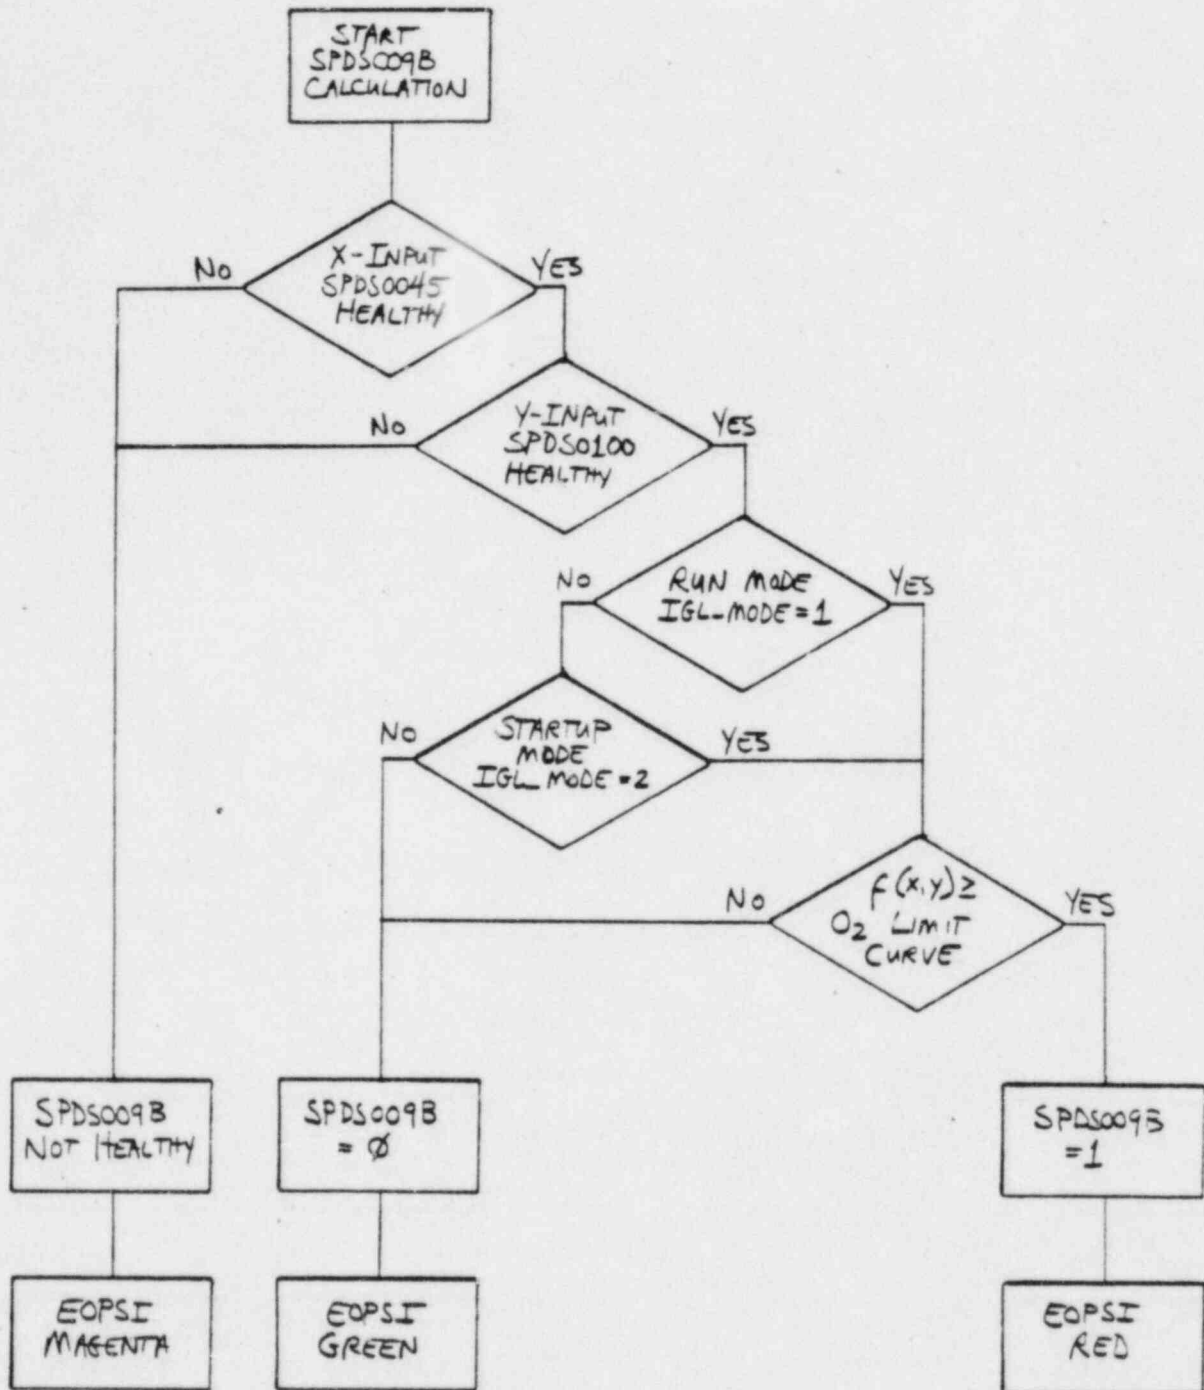 START
SPDS009B
CALCULATION
X-INPUT
SPDS0045
HEALTHY
NO
YES
Y-INPUT
SPDS0100
HEALTHY
NO
YES
RUN MODE
IGL_MODE = 1
NO
YES
STARTUP
MODE
IGL_MODE = 2
NO
YES
f(x,y) ≥
O2 LIMIT
CURVE
NO
YES
SPDS009B
NOT HEALTHY
SPDS009B
= Ø
SPDS009B
= 1
EOPSI
MAGENTA
EOPSI
GREEN
EOPSI
RED